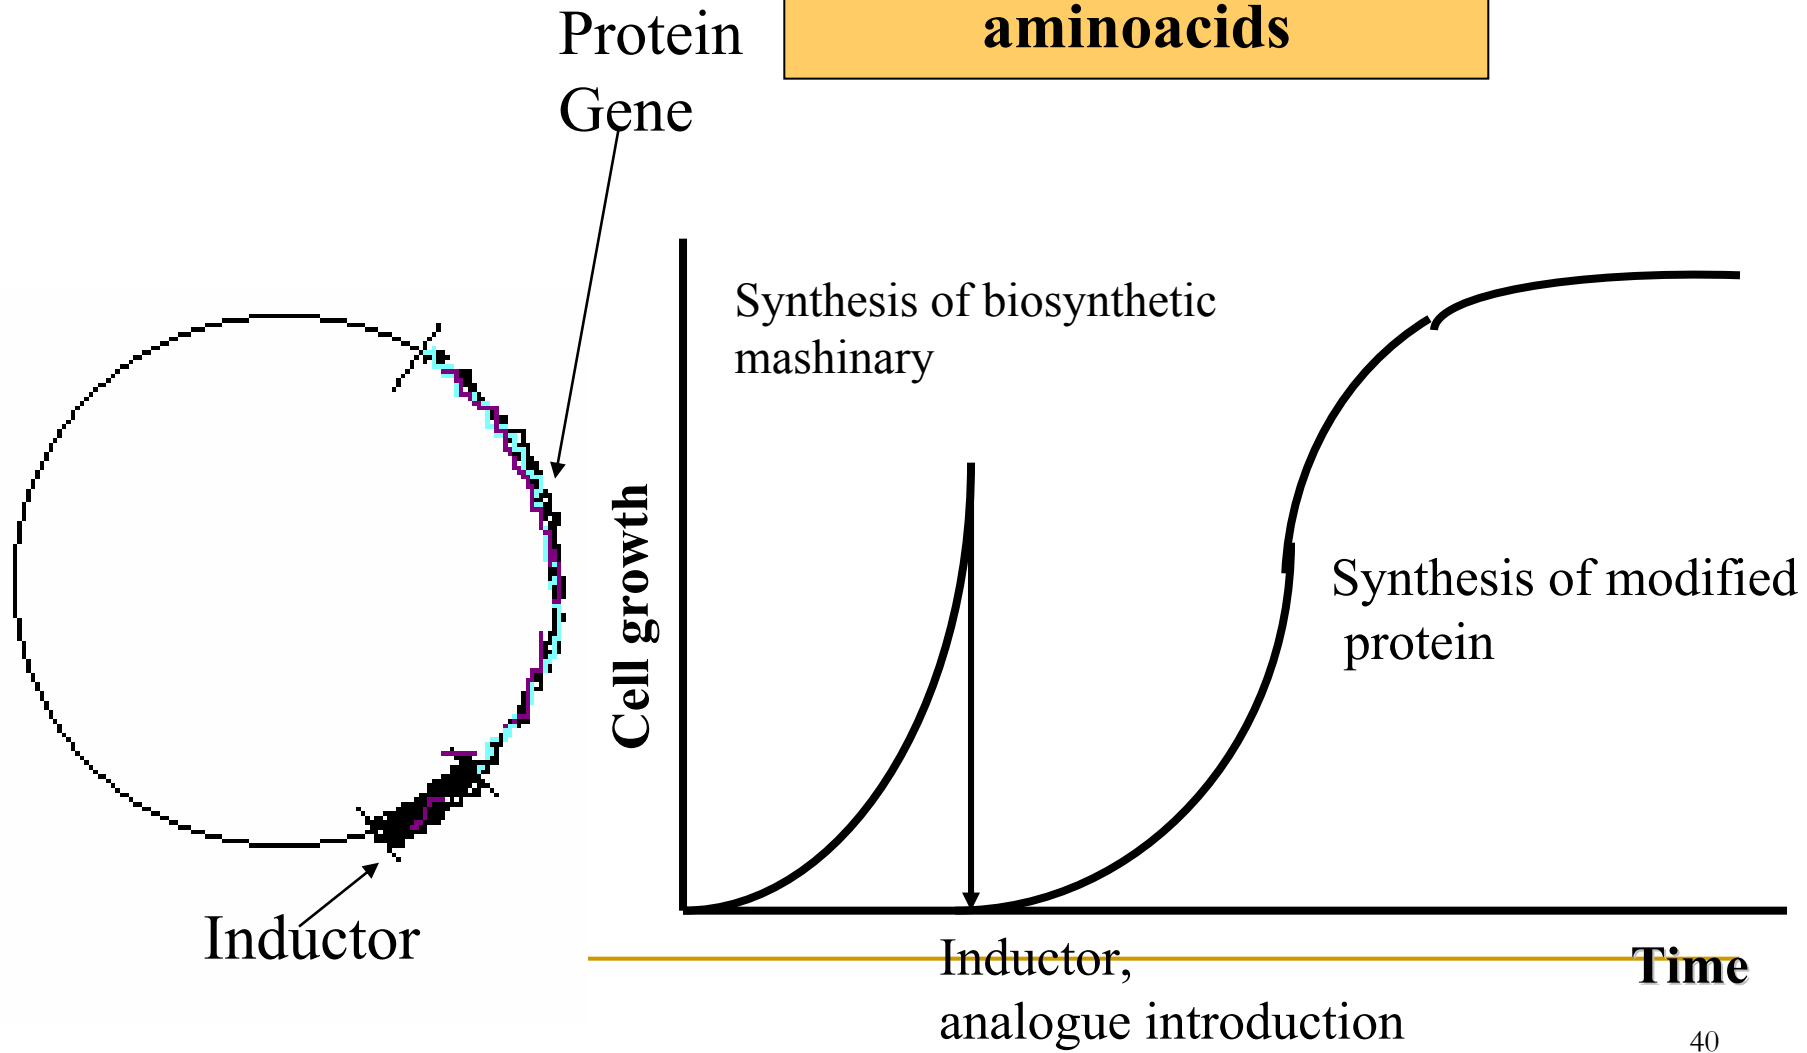 Protein
Gene
aminoacids
Synthesis of biosynthetic
mashinary
Cell growth
Synthesis of modified
protein
Inductor
Inductor,
analogue introduction
Time
40